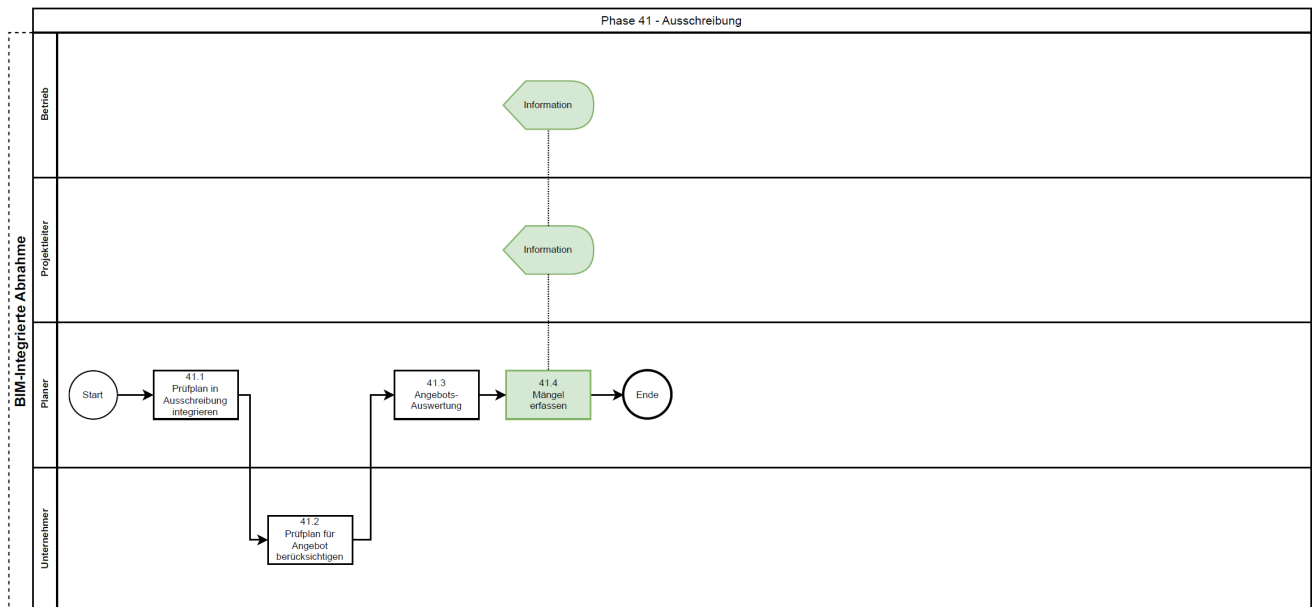 Phase 41 - Ausschreibung
BIM-Integrierte Abnahme
Betrieb
Information
Projektleiter
Information
Planer
Start
41.1
Prüfplan in
Ausschreibung
integrieren
41.3
Angebots-
Auswertung
41.4
Mängel
erfassen
Ende
Unternehmer
41.2
Prüfplan für
Angebot
berücksichtigen